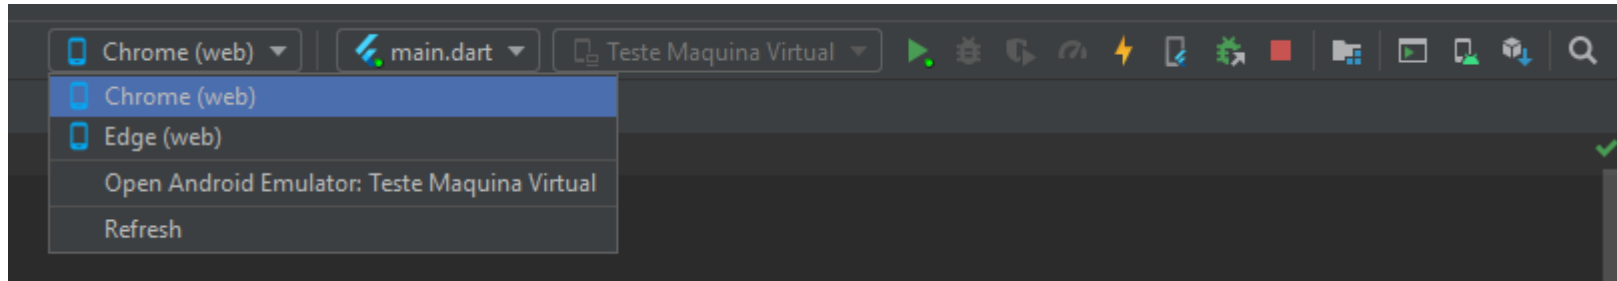 Chrome (web) main.dart Teste Maquina Virtual
Chrome (web)
Edge (web)
Open Android Emulator: Teste Maquina Virtual
Refresh